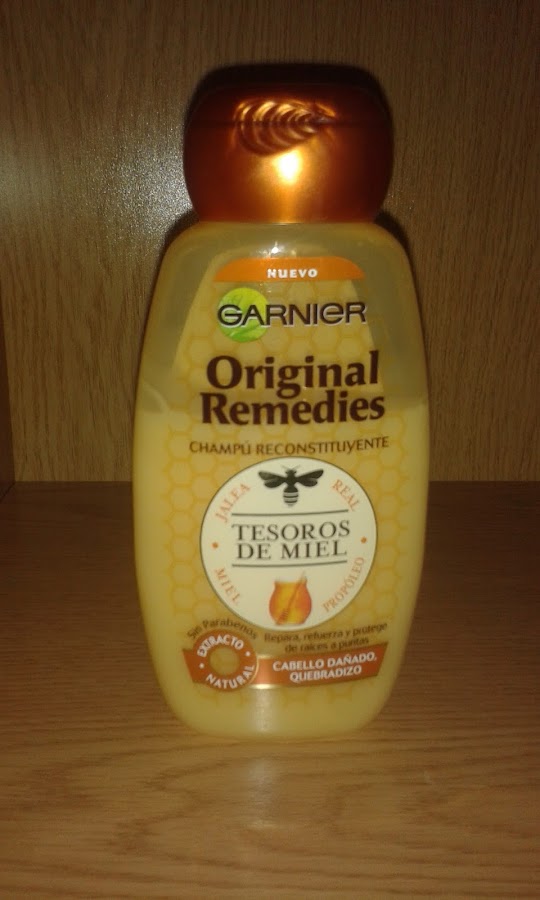 NUEVO
GARNIER
Original
Remedies
CHAMPÚ RECONSTITUYENTE
JALEA REAL
TESOROS
DE MIEL
MIEL PROPÓLEO
Sin Parabenos
Repara, refuerza y protege
de raíces a puntas
EXTRACTO
NATURAL
CABELLO DAÑADO,
QUEBRADIZO